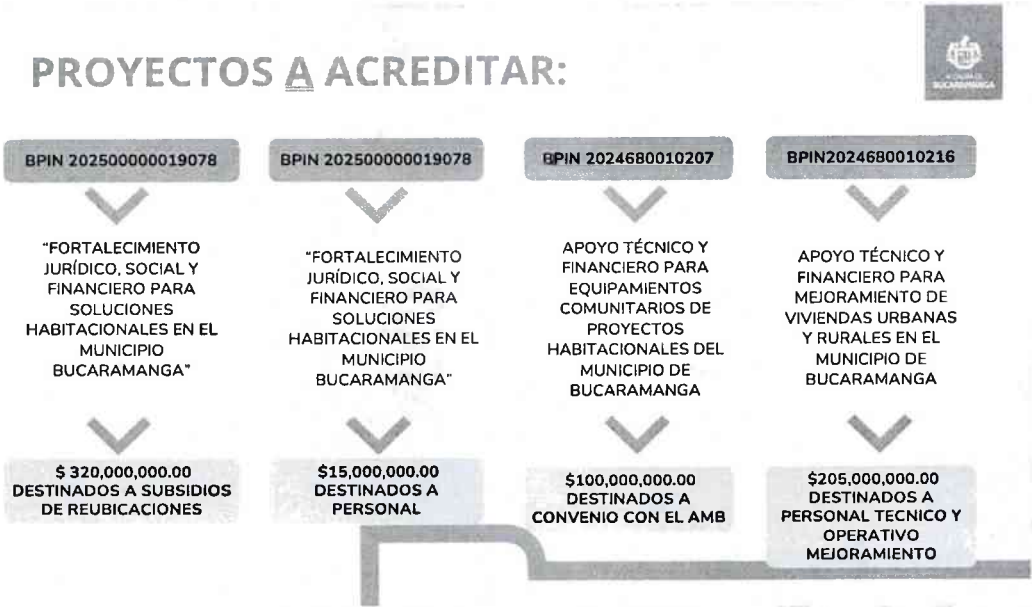 PROYECTOS A ACREDITAR:
ALCALDÍA DE
BUCARAMANGA
BPIN 202500000019078
"FORTALECIMIENTO
JURÍDICO, SOCIAL Y
FINANCIERO PARA
SOLUCIONES
HABITACIONALES EN EL
MUNICIPIO
BUCARAMANGA"
$ 320,000,000.00
DESTINADOS A SUBSIDIOS
DE REUBICACIONES
BPIN 202500000019078
"FORTALECIMIENTO
JURÍDICO, SOCIAL Y
FINANCIERO PARA
SOLUCIONES
HABITACIONALES EN EL
MUNICIPIO
BUCARAMANGA"
$15,000,000.00
DESTINADOS A
PERSONAL
BPIN 2024680010207
APOYO TÉCNICO Y
FINANCIERO PARA
EQUIPAMIENTOS
COMUNITARIOS DE
PROYECTOS
HABITACIONALES DEL
MUNICIPIO DE
BUCARAMANGA
$100,000,000.00
DESTINADOS A
CONVENIO CON EL AMB
BPIN2024680010216
APOYO TÉCNICO Y
FINANCIERO PARA
MEJORAMIENTO DE
VIVIENDAS URBANAS
Y RURALES EN EL
MUNICIPIO DE
BUCARAMANGA
$205,000,000.00
DESTINADOS A
PERSONAL TECNICO Y
OPERATIVO
MEJORAMIENTO